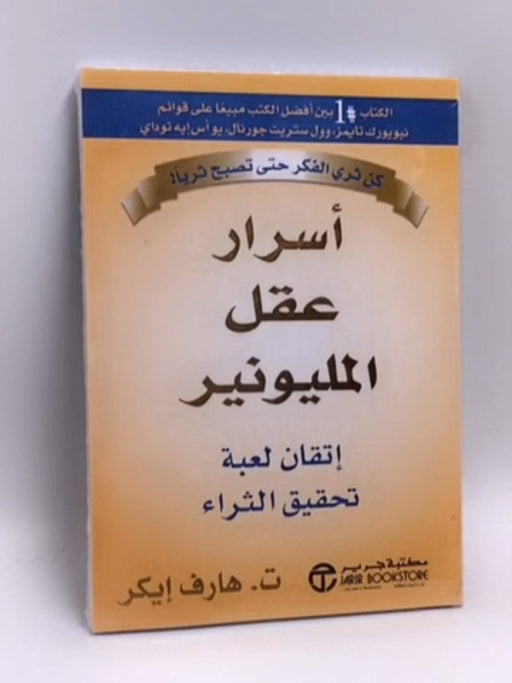 الكتاب #1 بين أفضل الكتب مبيعا على قوائم
نيويورك تايمز، وول ستريت جورنال، يو أس إيه توداي
كن ثري الفكر حتى تصبح ثرياً!
أسرار
عقل
المليونير
إتقان لعبة
تحقيق الثراء
ت. هارف إيكر
مكتبة جرير
JARIR BOOKSTORE